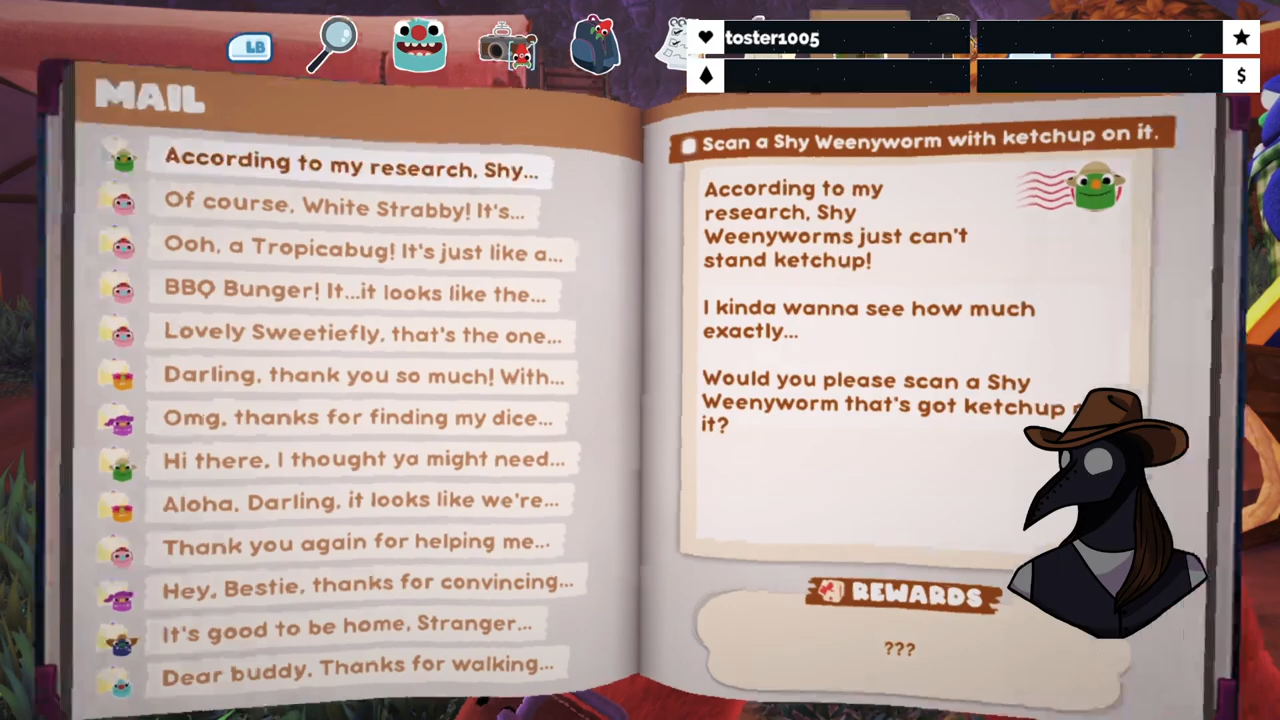 LB
toster1005
$
MAIL
According to my research, Shy...
Of course, White Strabby! It's...
Ooh, a Tropicabug! It's just like a...
BBQ Bunger! It...it looks like the...
Lovely Sweetiefly, that's the one...
Darling, thank you so much! With...
Omg, thanks for finding my dice...
Hi there, I thought ya might need...
Aloha, Darling, it looks like we're...
Thank you again for helping me...
Hey, Bestie, thanks for convincing...
It's good to be home, Stranger...
Dear buddy, Thanks for walking...
Scan a Shy Weenyworm with ketchup on it.
According to my
research, Shy
Weenyworms just can't
stand ketchup!
I kinda wanna see how much
exactly...
Would you please scan a Shy
Weenyworm that's got ketchup
it?
REWARDS
???